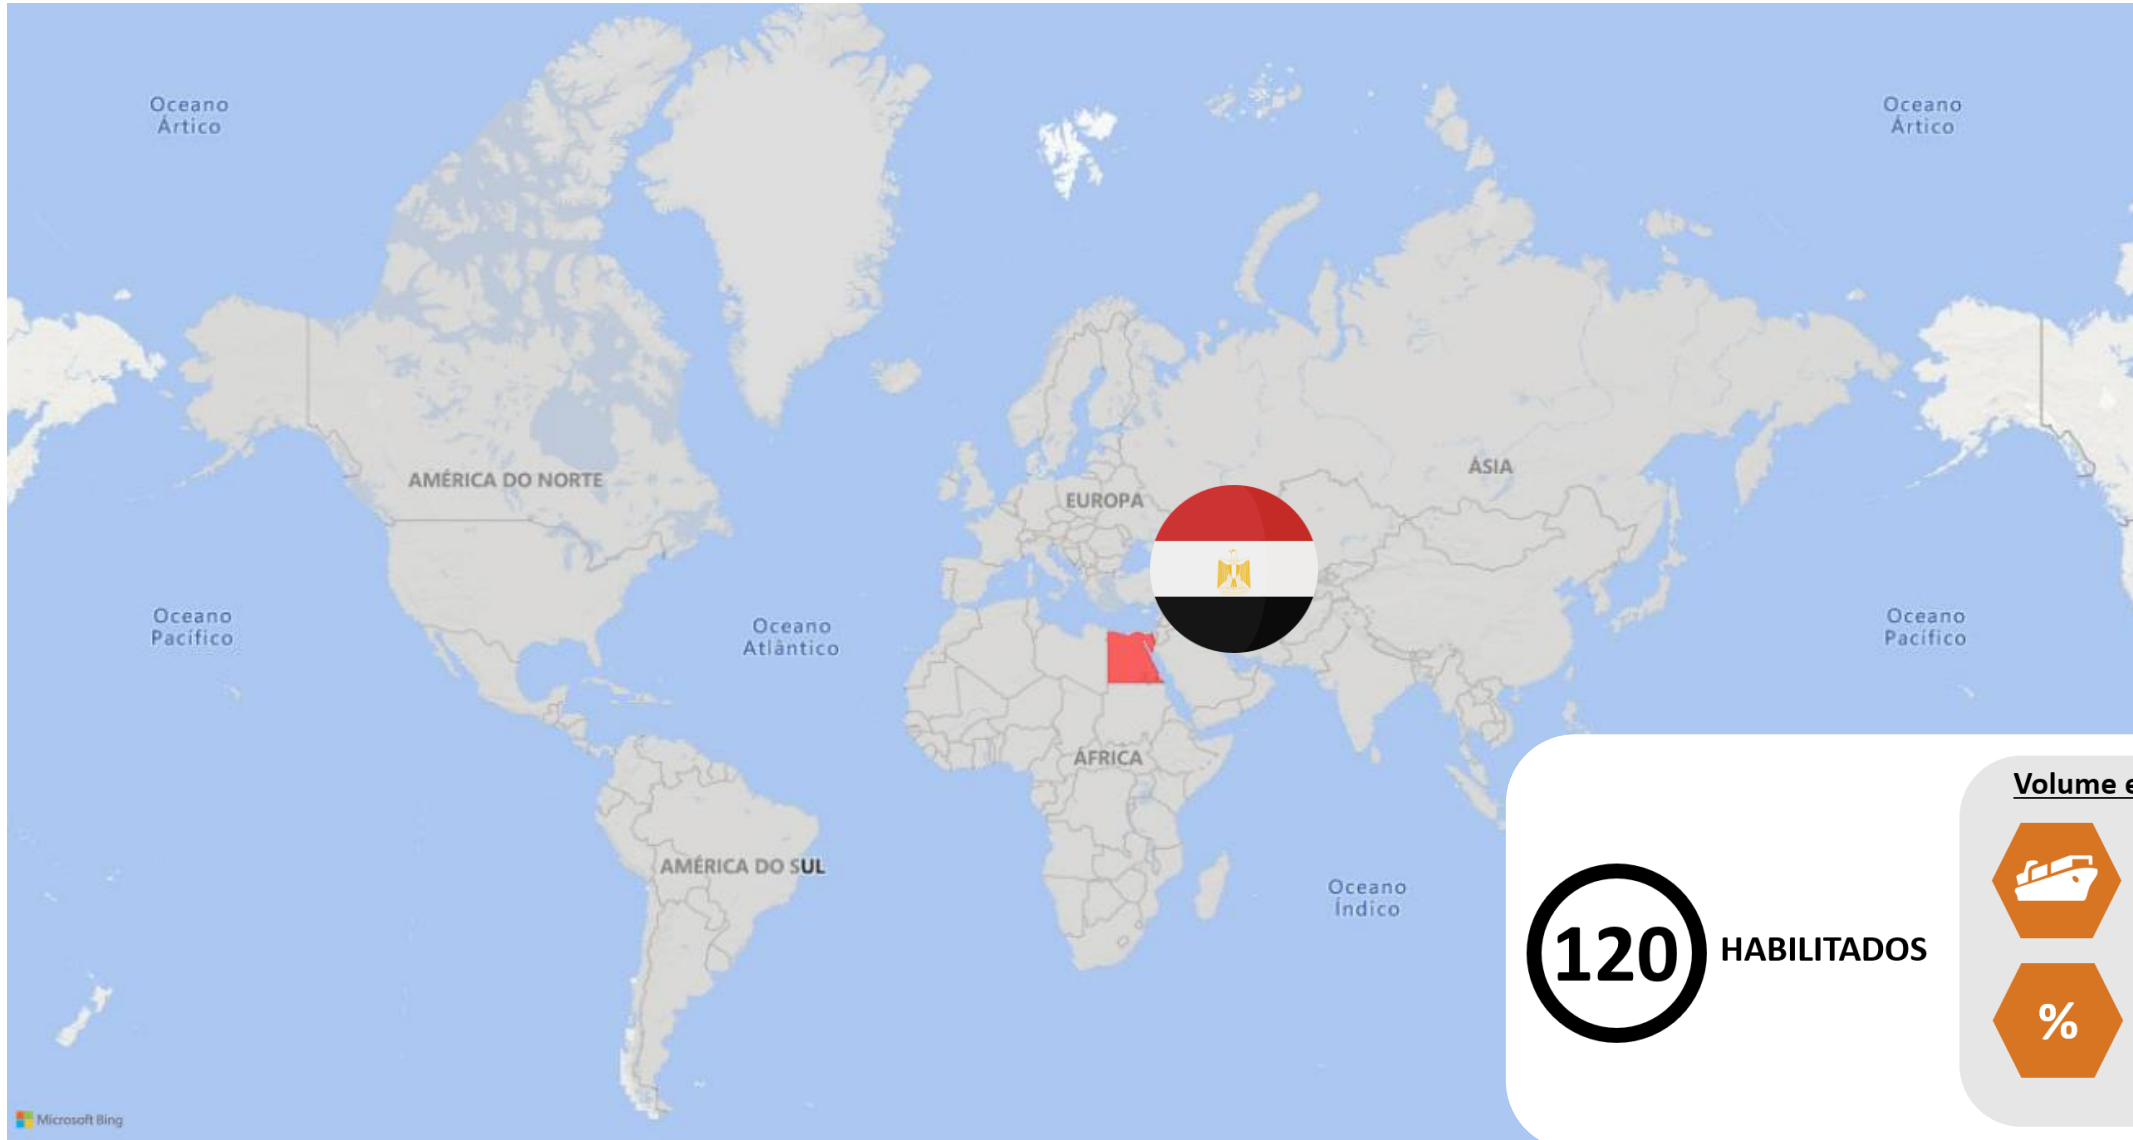 Oceano
Ártico
Oceano
Ártico
AMÉRICA DO NORTE
EUROPA
ÁSIA
Oceano
Pacífico
Oceano
Atlântico
Oceano
Pacífico
ÁFRICA
AMÉRICA DO SUL
Oceano
Índico
Volume e
120
HABILITADOS
%
Microsoft Bing